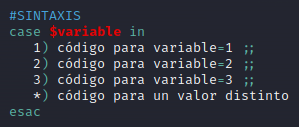 #SINTAXIS
case $variable in
    1) código para variable=1 ;;
    2) código para variable=2 ;;
    3) código para variable=3 ;;
    *) código para un valor distinto
esac